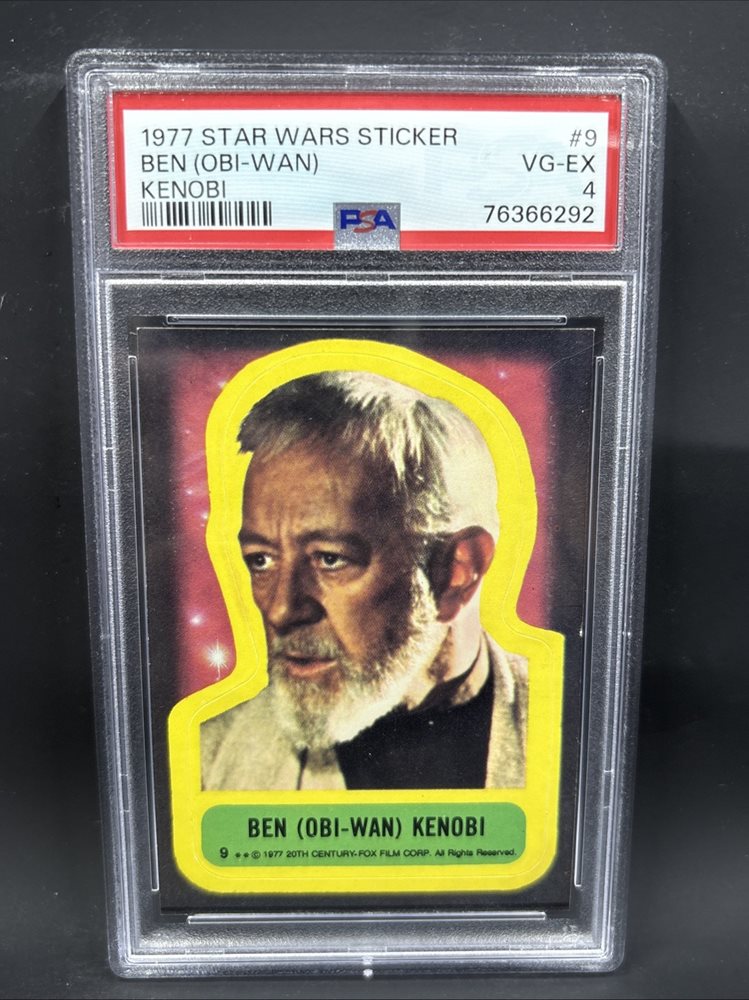 1977 STAR WARS STICKER #9
BEN (OBI-WAN) VG-EX
KENOBI 4
PSA 76366292
BEN (OBI-WAN) KENOBI
9 ★★ © 1977 20TH CENTURY-FOX FILM CORP. All Rights Reserved.